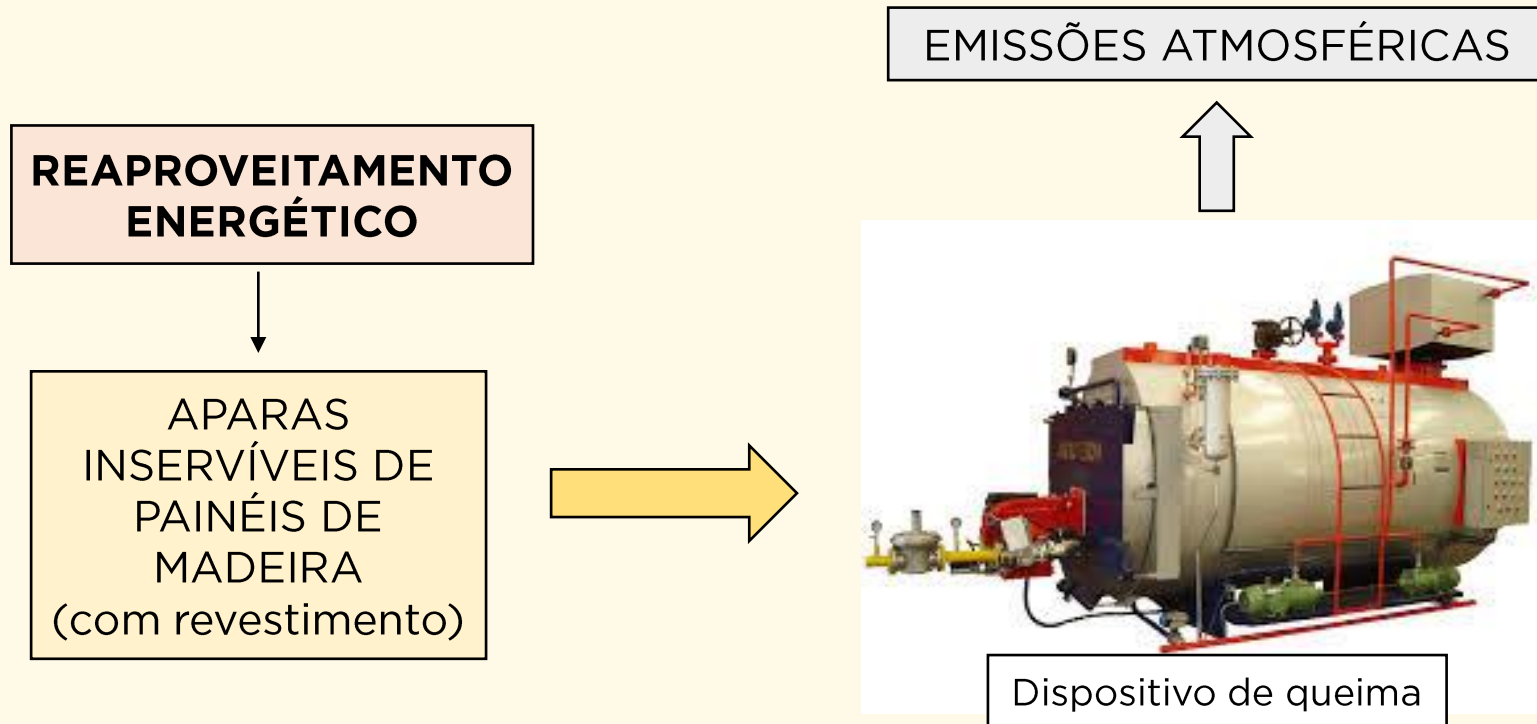 EMISSÕES ATMOSFÉRICAS
REAPROVEITAMENTO
ENERGÉTICO
APARAS
INSERVÍVEIS DE
PAINÉIS DE
MADEIRA
(com revestimento)
Dispositivo de queima